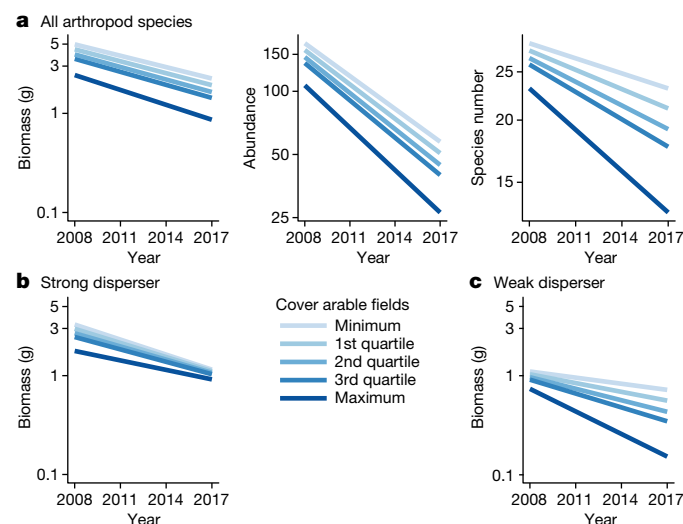 a All arthropod species
Biomass (g)
5
3
1
0.1
2008 2011 2014 2017
Year
Abundance
150
100
50
25
2008 2011 2014 2017
Year
Species number
25
20
15
2008 2011 2014 2017
Year
b Strong disperser
Biomass (g)
5
3
1
0.1
2008 2011 2014 2017
Year
Cover arable fields
Minimum
1st quartile
2nd quartile
3rd quartile
Maximum
c Weak disperser
Biomass (g)
5
3
1
0.1
2008 2011 2014 2017
Year